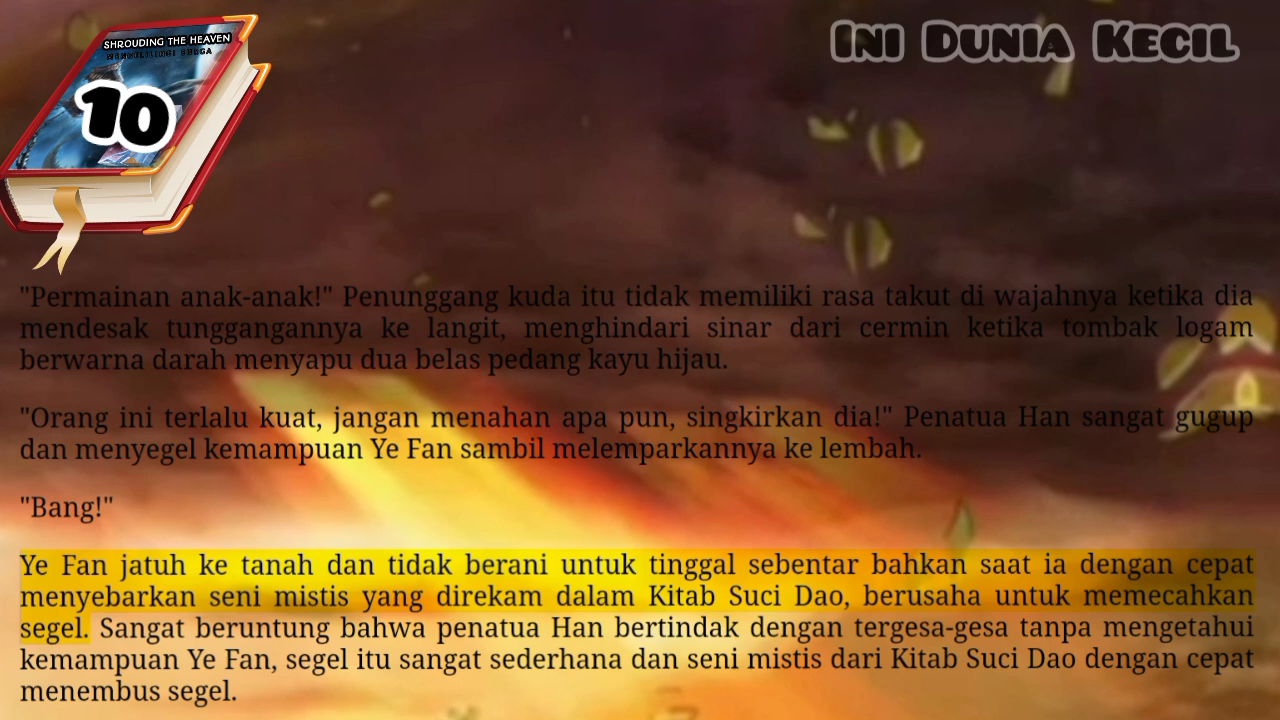 SHROUDING THE HEAVEN
10
Ini Dunia Kecil
"Permainan anak-anak!" Penunggang kuda itu tidak memiliki rasa takut di wajahnya ketika dia
mendesak tunggangannya ke langit, menghindari sinar dari cermin ketika tombak logam
berwarna darah menyapu dua belas pedang kayu hijau.
"Orang ini terlalu kuat, jangan menahan apa pun, singkirkan dia!" Penatua Han sangat gugup
dan menyegel kemampuan Ye Fan sambil melemparkannya ke lembah.
"Bang!"
Ye Fan jatuh ke tanah dan tidak berani untuk tinggal sebentar bahkan saat ia dengan cepat
menyebarkan seni mistis yang direkam dalam Kitab Suci Dao, berusaha untuk memecahkan
segel. Sangat beruntung bahwa penatua Han bertindak dengan tergesa-gesa tanpa mengetahui
kemampuan Ye Fan, segel itu sangat sederhana dan seni mistis dari Kitab Suci Dao dengan cepat
menembus segel.